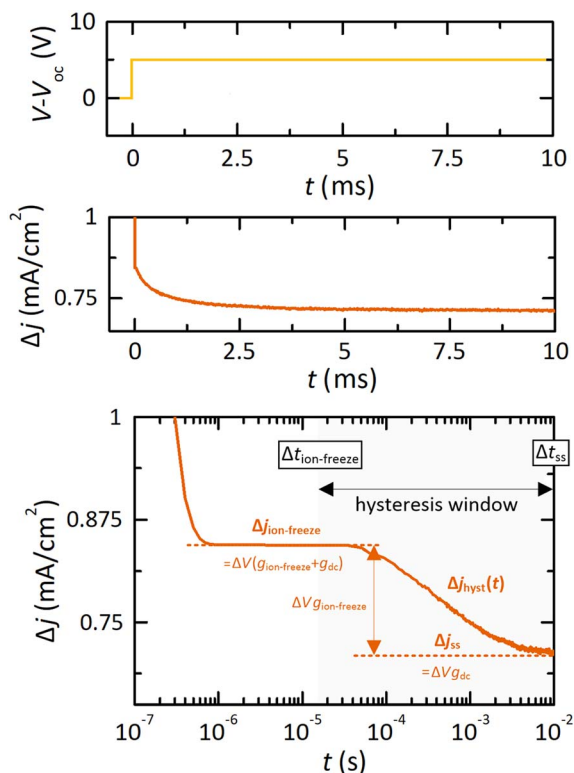 10
V-Voc (V)
0
0 2.5 5 7.5 10
t (ms)
1
Δj (mA/cm²)
0.75
0 2.5 5 7.5 10
t (ms)
1
Δt_ion-freeze Δt_ss
hysteresis window
0.875
Δj_ion-freeze
=ΔV(g_ion-freeze+g_dc)
Δj_hyst(t)
ΔVg_ion-freeze
Δj (mA/cm²)
0.75
Δj_ss
=ΔVg_dc
10⁻⁷ 10⁻⁶ 10⁻⁵ 10⁻⁴ 10⁻³ 10⁻²
t (s)